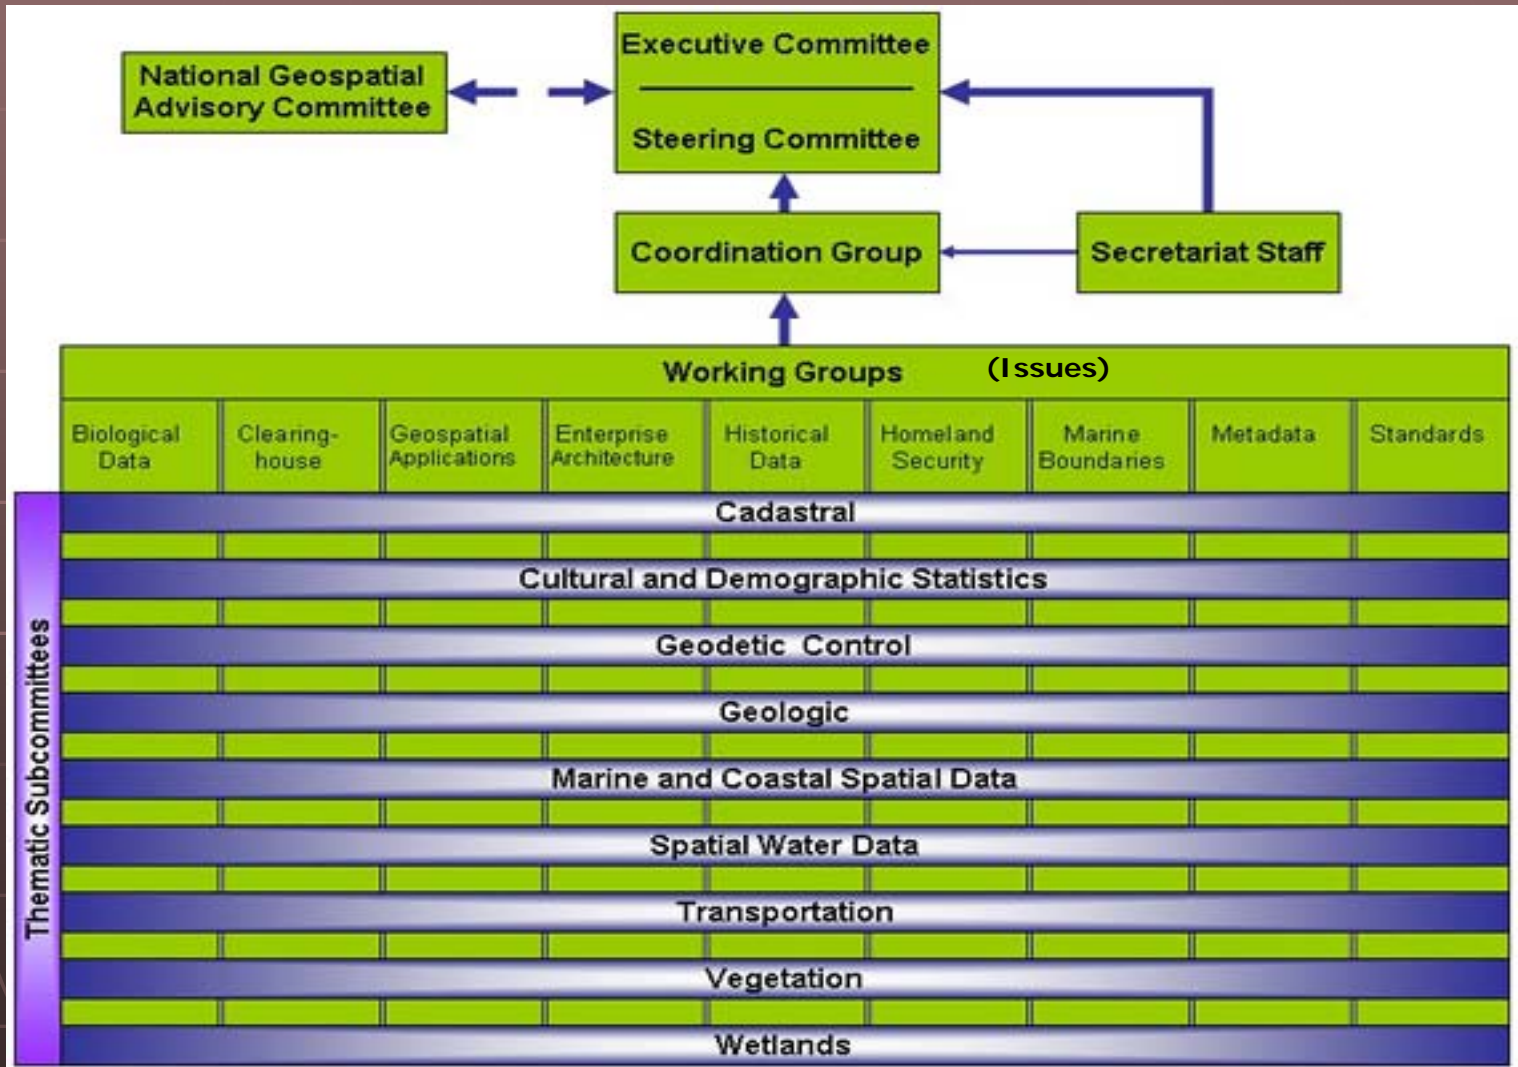 National Geospatial
Advisory Committee
Executive Committee
Steering Committee
Coordination Group
Secretariat Staff
Working Groups (Issues)
Biological
Data
Clearing-
house
Geospatial
Applications
Enterprise
Architecture
Historical
Data
Homeland
Security
Marine
Boundaries
Metadata
Standards
Thematic Subcommittees
Cadastral
Cultural and Demographic Statistics
Geodetic Control
Geologic
Marine and Coastal Spatial Data
Spatial Water Data
Transportation
Vegetation
Wetlands